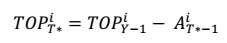 TOP^i_{T*} = TOP^i_{Y−1} − A^i_{T*−1}